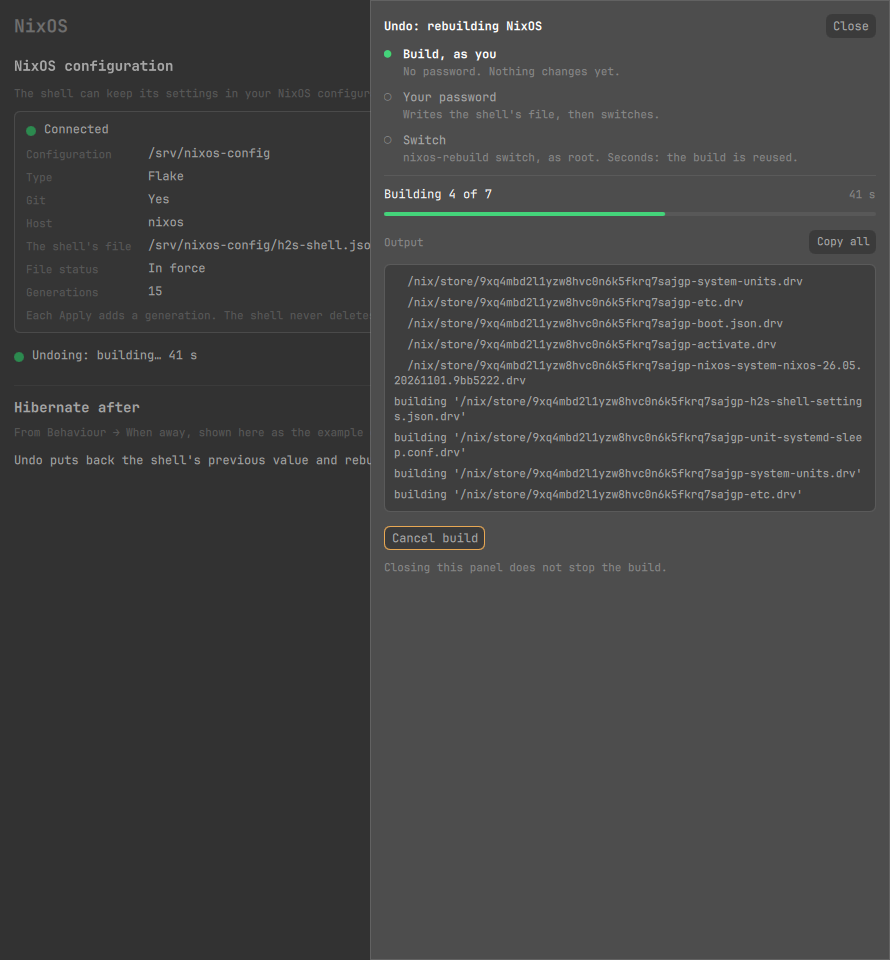 NixOS
NixOS configuration
The shell can keep its settings in your NixOS configur
Connected
Configuration /srv/nixos-config
Type Flake
Git Yes
Host nixos
The shell's file /srv/nixos-config/h2s-shell.jso
File status In force
Generations 15
Each Apply adds a generation. The shell never delete
Undoing: building… 41 s
Hibernate after
From Behaviour → When away, shown here as the example
Undo puts back the shell's previous value and rebu
Undo: rebuilding NixOS
Close
Build, as you
No password. Nothing changes yet.
Your password
Writes the shell's file, then switches.
Switch
nixos-rebuild switch, as root. Seconds: the build is reused.
Building 4 of 7 41 s
Output
Copy all
/nix/store/9xq4mbd2l1yzw8hvc0n6k5fkrq7sajgp-system-units.drv
/nix/store/9xq4mbd2l1yzw8hvc0n6k5fkrq7sajgp-etc.drv
/nix/store/9xq4mbd2l1yzw8hvc0n6k5fkrq7sajgp-boot.json.drv
/nix/store/9xq4mbd2l1yzw8hvc0n6k5fkrq7sajgp-activate.drv
/nix/store/9xq4mbd2l1yzw8hvc0n6k5fkrq7sajgp-nixos-system-nixos-26.05.
20261101.9bb5222.drv
building '/nix/store/9xq4mbd2l1yzw8hvc0n6k5fkrq7sajgp-h2s-shell-setting
s.json.drv'
building '/nix/store/9xq4mbd2l1yzw8hvc0n6k5fkrq7sajgp-unit-systemd-slee
p.conf.drv'
building '/nix/store/9xq4mbd2l1yzw8hvc0n6k5fkrq7sajgp-system-units.drv'
building '/nix/store/9xq4mbd2l1yzw8hvc0n6k5fkrq7sajgp-etc.drv'
Cancel build
Closing this panel does not stop the build.